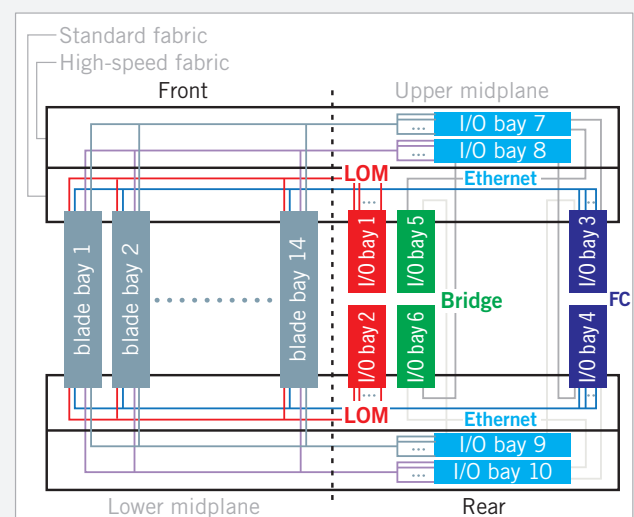 Standard fabric
High-speed fabric
Front
Upper midplane
I/O bay 7
...
I/O bay 8
...
LOM
Ethernet
...
...
blade bay 1
blade bay 2
blade bay 14
I/O bay 1
I/O bay 5
I/O bay 3
Bridge
FC
I/O bay 2
I/O bay 6
I/O bay 4
...
...
LOM
Ethernet
I/O bay 9
...
I/O bay 10
...
Lower midplane
Rear